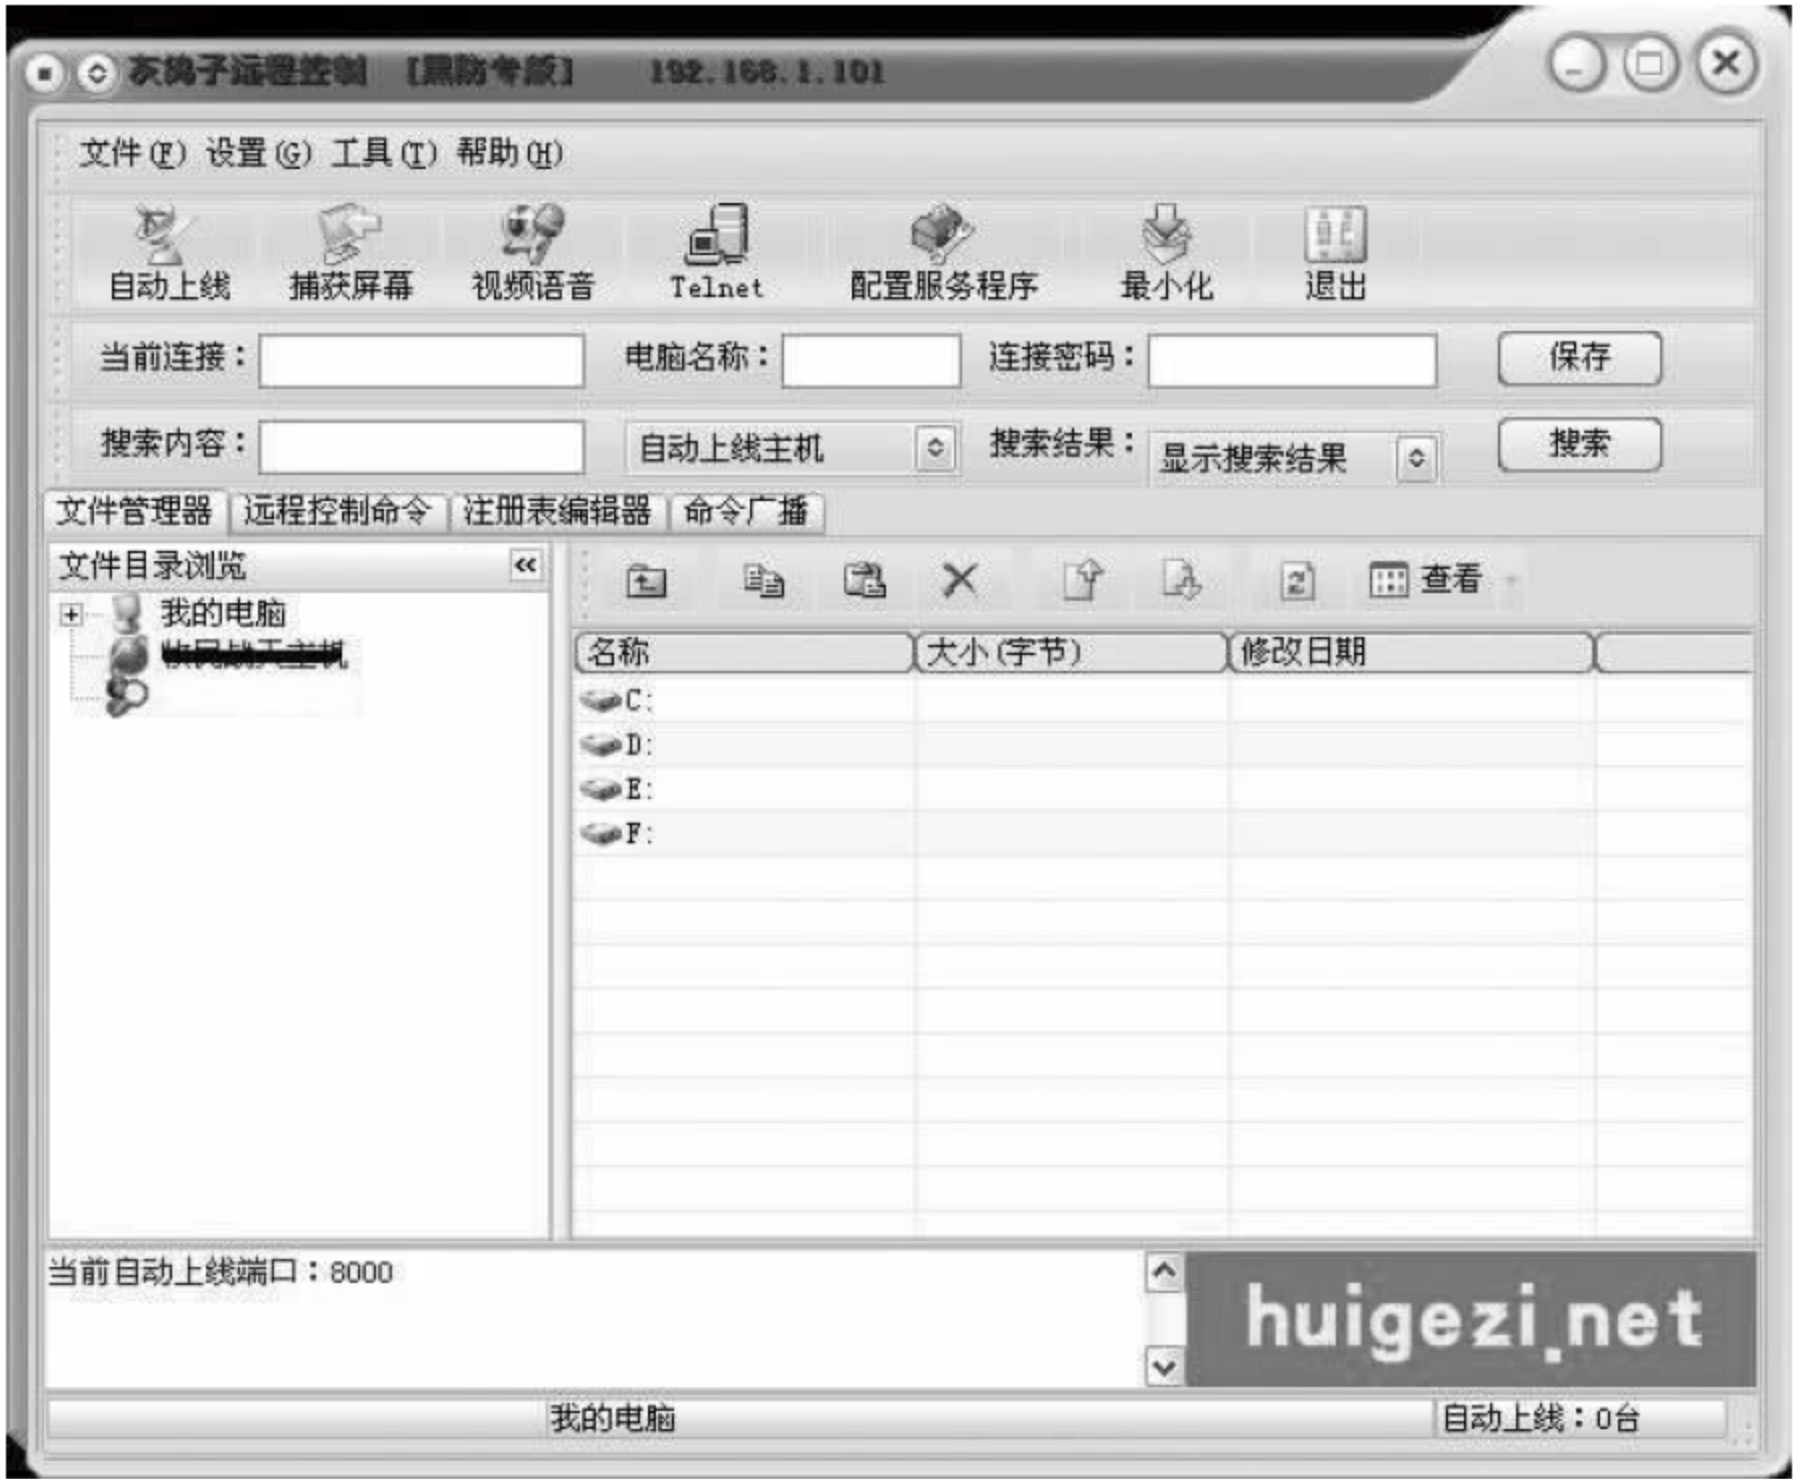 灰鸽子远程控制 [黑防专版] 192.168.1.101
文件(F) 设置(G) 工具(T) 帮助(H)
自动上线 捕获屏幕 视频语音 Telnet 配置服务程序 最小化 退出
当前连接： 电脑名称： 连接密码： 保存
搜索内容： 自动上线主机 搜索结果： 显示搜索结果 搜索
文件管理器 远程控制命令 注册表编辑器 命令广播
文件目录浏览 «
查看
我的电脑
名称 大小(字节) 修改日期
C:
D:
E:
F:
当前自动上线端口：8000
huigezi.net
我的电脑 自动上线：0台